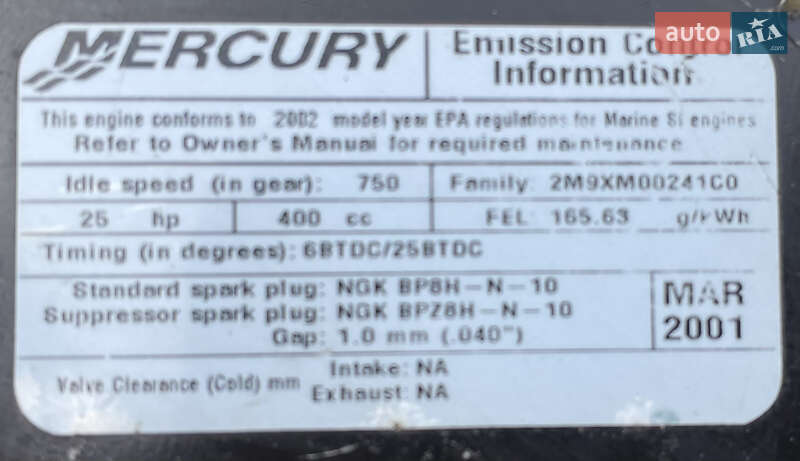 auto RIA .com
MERCURY
Emission Control
Information
This engine conforms to 2002 model year EPA regulations for Marine SI engines
Refer to Owner's Manual for required maintenance
Idle speed (in gear): 750 Family: 2M9XM00241C0
25 hp 400 cc FEL: 165.63 g/kWh
Timing (in degrees): 6BTDC/25BTDC
Standard spark plug: NGK BP8H-N-10
Suppressor spark plug: NGK BPZ8H-N-10
Gap: 1.0 mm (.040")
MAR
2001
Valve Clearance (Cold) mm
Intake: NA
Exhaust: NA